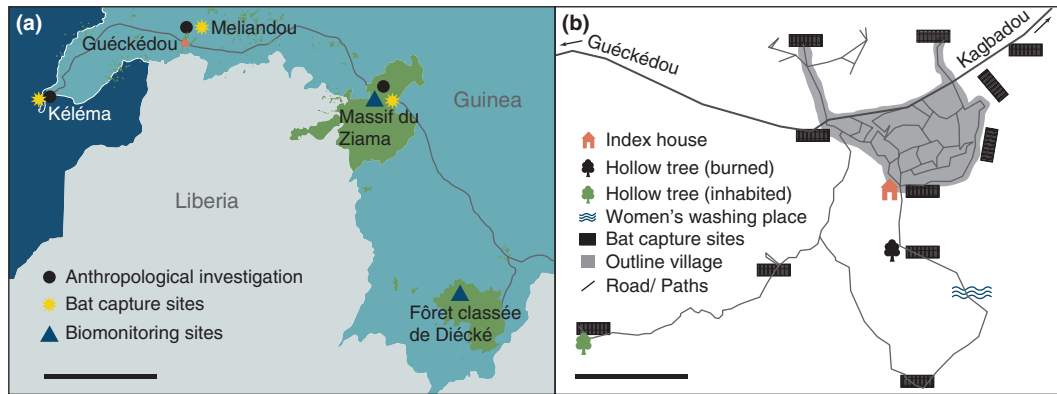 (a)
Meliandou
Guéckédou
Kéléma
Massif du
Ziama
Guinea
Liberia
Anthropological investigation
Bat capture sites
Biomonitoring sites
Fôret classée
de Diécké
(b)
Guéckédou
Kagbadou
Index house
Hollow tree (burned)
Hollow tree (inhabited)
Women's washing place
Bat capture sites
Outline village
Road/ Paths